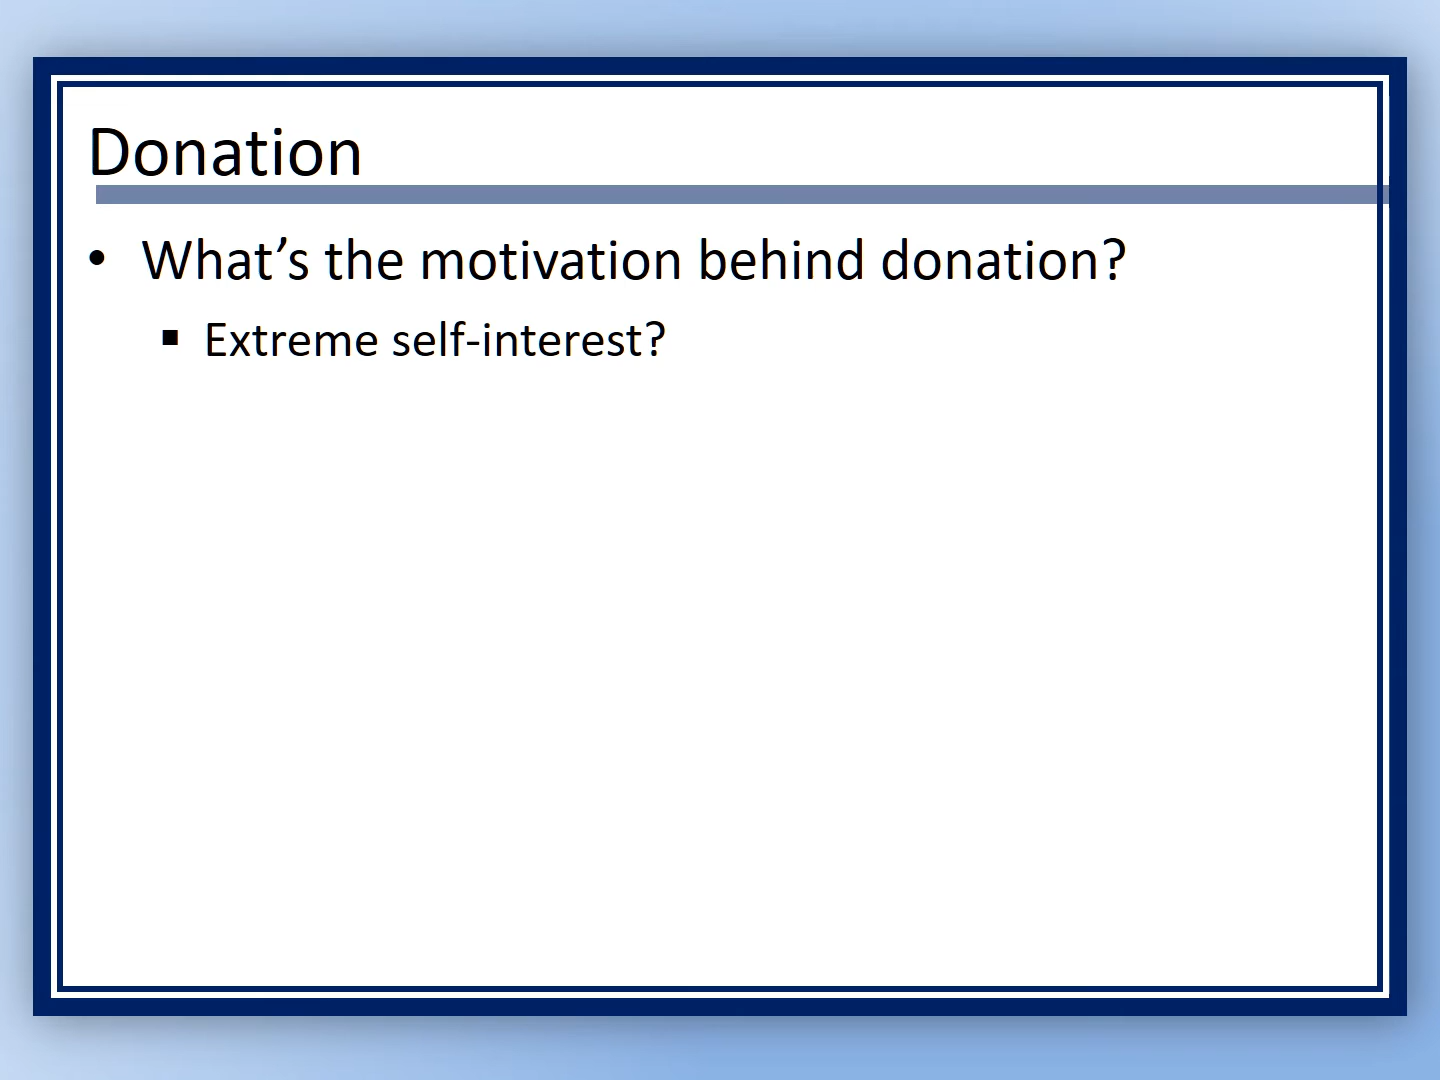 Donation
• What’s the motivation behind donation?
▪ Extreme self-interest?